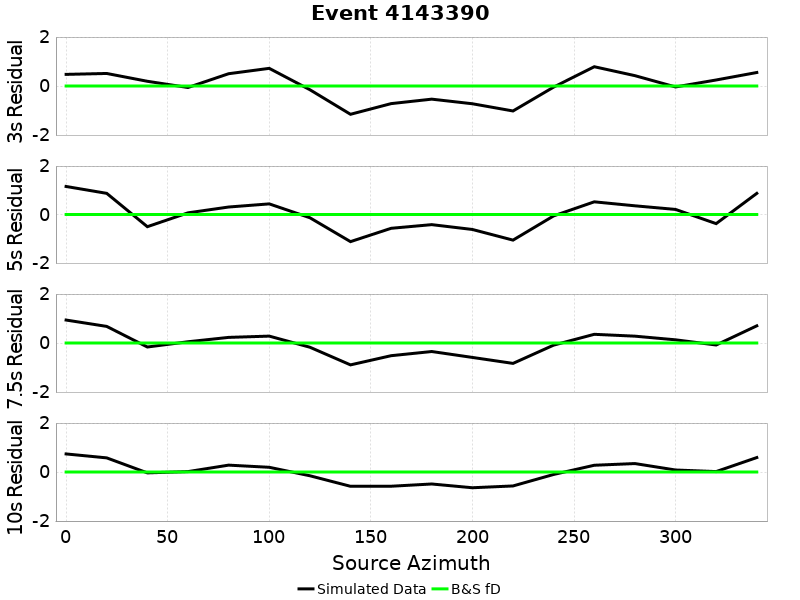 Event 4143390
3s Residual
2
0
-2
5s Residual
2
0
-2
7.5s Residual
2
0
-2
10s Residual
2
0
-2
0 50 100 150 200 250 300
Source Azimuth
Simulated Data B&S fD